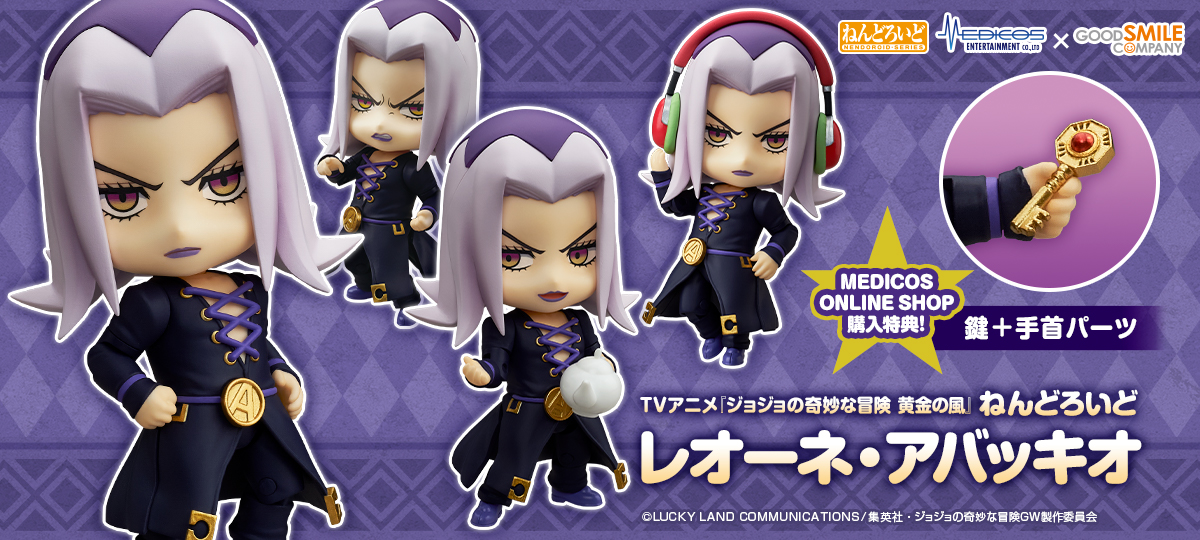 ねんどろいど
NENDOROID・SERIES
MEDICOS
ENTERTAINMENT CO.,LTD
×
GOOD SMILE
COMPANY
MEDICOS
ONLINE SHOP
購入特典!
鍵+手首パーツ
TVアニメ『ジョジョの奇妙な冒険 黄金の風』 ねんどろいど
レオーネ・アバッキオ
©LUCKY LAND COMMUNICATIONS/集英社・ジョジョの奇妙な冒険GW製作委員会
A